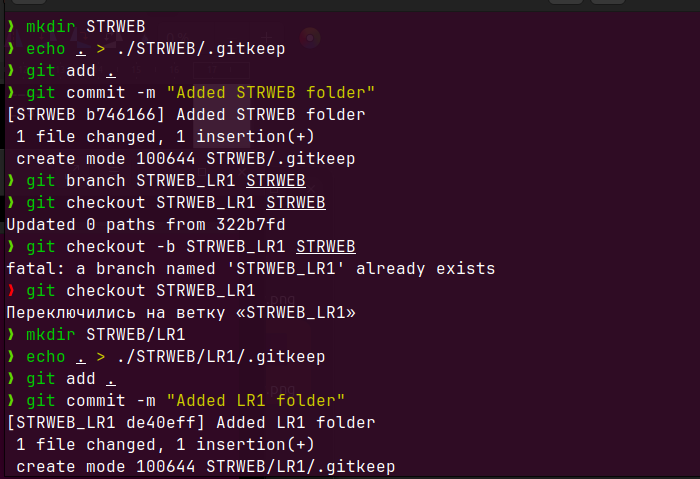 ❯ mkdir STRWEB
❯ echo . > ./STRWEB/.gitkeep
❯ git add .
❯ git commit -m "Added STRWEB folder"
[STRWEB b746166] Added STRWEB folder
 1 file changed, 1 insertion(+)
 create mode 100644 STRWEB/.gitkeep
❯ git branch STRWEB_LR1 STRWEB
❯ git checkout STRWEB_LR1 STRWEB
Updated 0 paths from 322b7fd
❯ git checkout -b STRWEB_LR1 STRWEB
fatal: a branch named 'STRWEB_LR1' already exists
❯ git checkout STRWEB_LR1
Переключились на ветку «STRWEB_LR1»
❯ mkdir STRWEB/LR1
❯ echo . > ./STRWEB/LR1/.gitkeep
❯ git add .
❯ git commit -m "Added LR1 folder"
[STRWEB_LR1 de40eff] Added LR1 folder
 1 file changed, 1 insertion(+)
 create mode 100644 STRWEB/LR1/.gitkeep